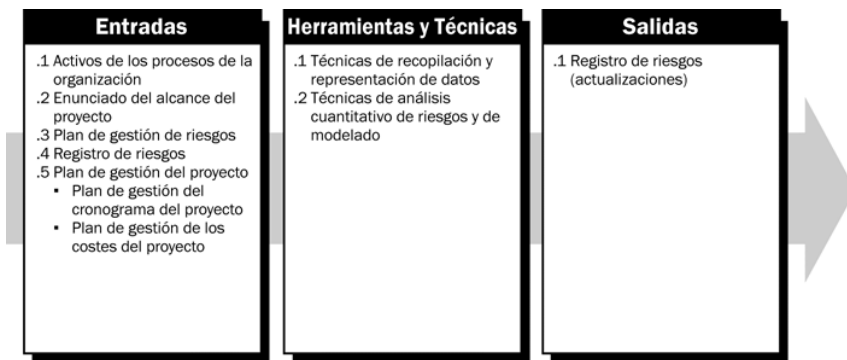 Entradas
.1 Activos de los procesos de la
organización
.2 Enunciado del alcance del
proyecto
.3 Plan de gestión de riesgos
.4 Registro de riesgos
.5 Plan de gestión del proyecto
▪ Plan de gestión del
cronograma del proyecto
▪ Plan de gestión de los
costes del proyecto
Herramientas y Técnicas
.1 Técnicas de recopilación y
representación de datos
.2 Técnicas de análisis
cuantitativo de riesgos y de
modelado
Salidas
.1 Registro de riesgos
(actualizaciones)